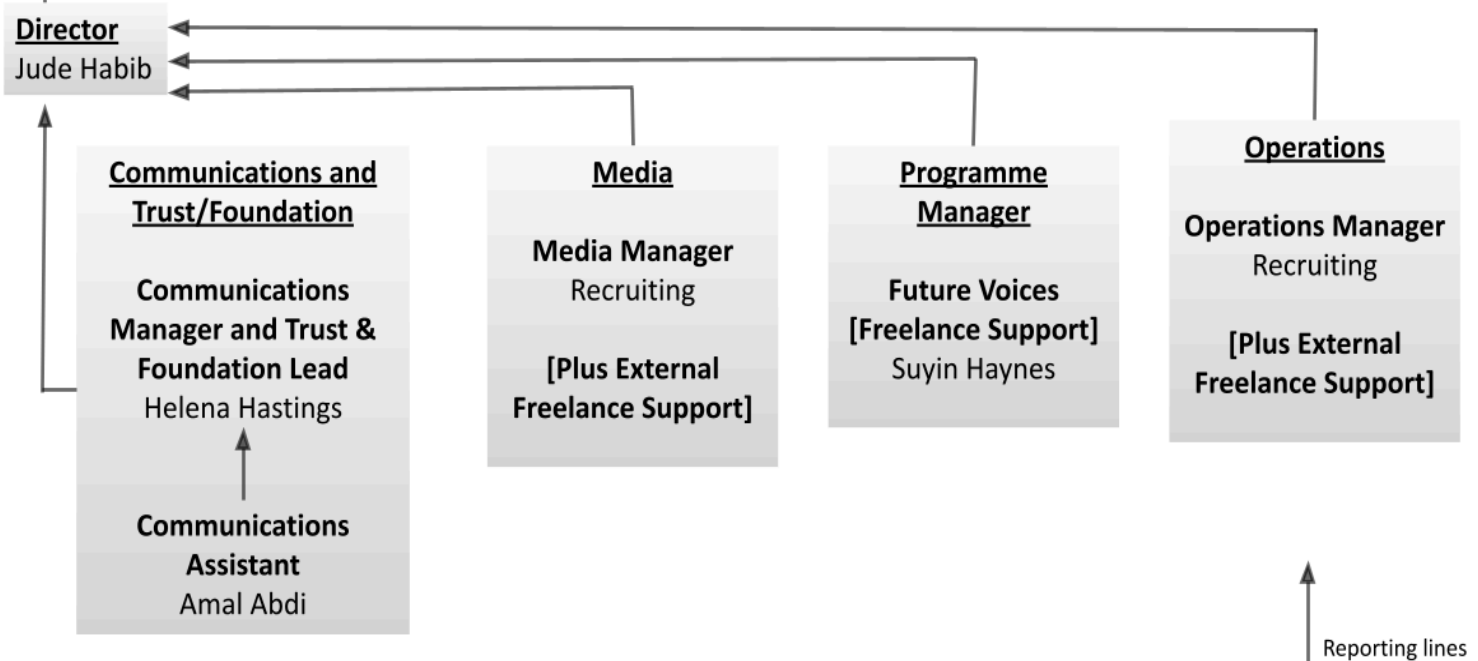 Director
Jude Habib
Communications and
Trust/Foundation
Communications
Manager and Trust &
Foundation Lead
Helena Hastings
Communications
Assistant
Amal Abdi
Media
Media Manager
Recruiting
[Plus External
Freelance Support]
Programme
Manager
Future Voices
[Freelance Support]
Suyin Haynes
Operations
Operations Manager
Recruiting
[Plus External
Freelance Support]
Reporting lines